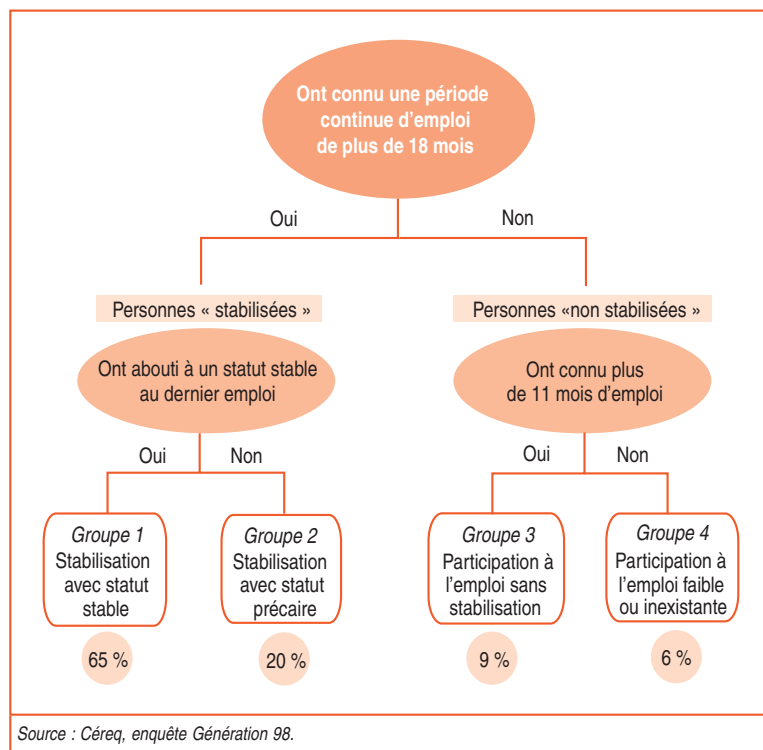 Ont connu une période
continue d'emploi
de plus de 18 mois
Oui
Non
Personnes « stabilisées »
Personnes «non stabilisées »
Ont abouti à un statut stable
au dernier emploi
Ont connu plus
de 11 mois d'emploi
Oui
Non
Oui
Non
Groupe 1
Stabilisation
avec statut
stable
Groupe 2
Stabilisation
avec statut
précaire
Groupe 3
Participation à
l'emploi sans
stabilisation
Groupe 4
Participation à
l'emploi faible
ou inexistante
65 %
20 %
9 %
6 %
Source : Céreq, enquête Génération 98.